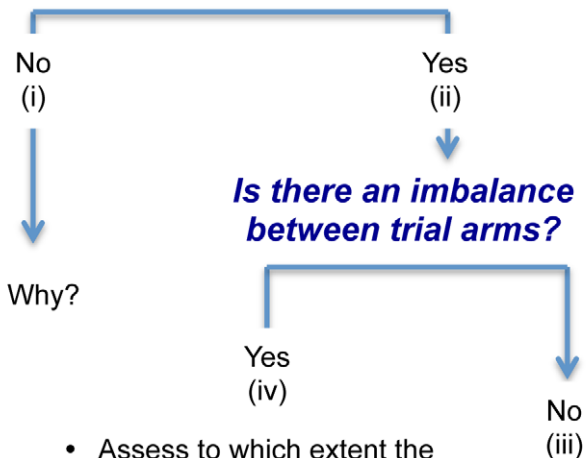 No
(i)
Yes
(ii)
Is there an imbalance
between trial arms?
Why?
Yes
(iv)
No
(iii)
• Assess to which extent the